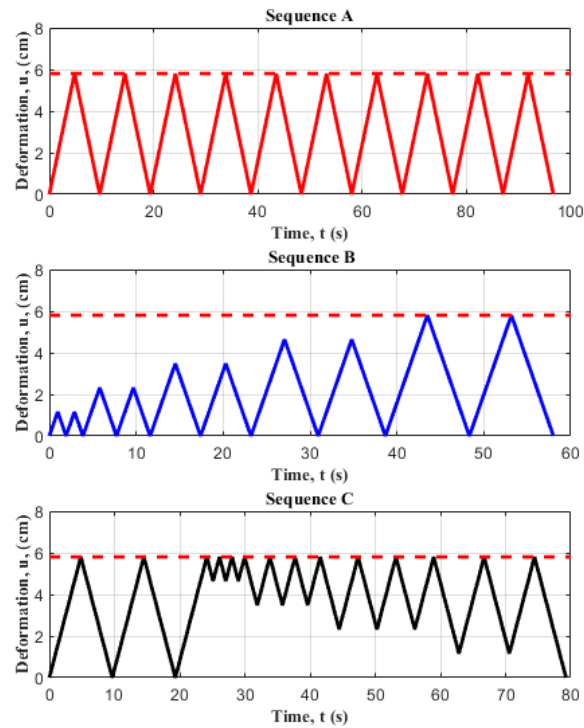 Sequence A
Deformation, u, (cm)
8
6
4
2
0
0 20 40 60 80 100
Time, t (s)
Sequence B
Deformation, u, (cm)
8
6
4
2
0
0 10 20 30 40 50 60
Time, t (s)
Sequence C
Deformation, u, (cm)
8
6
4
2
0
0 10 20 30 40 50 60 70 80
Time, t (s)